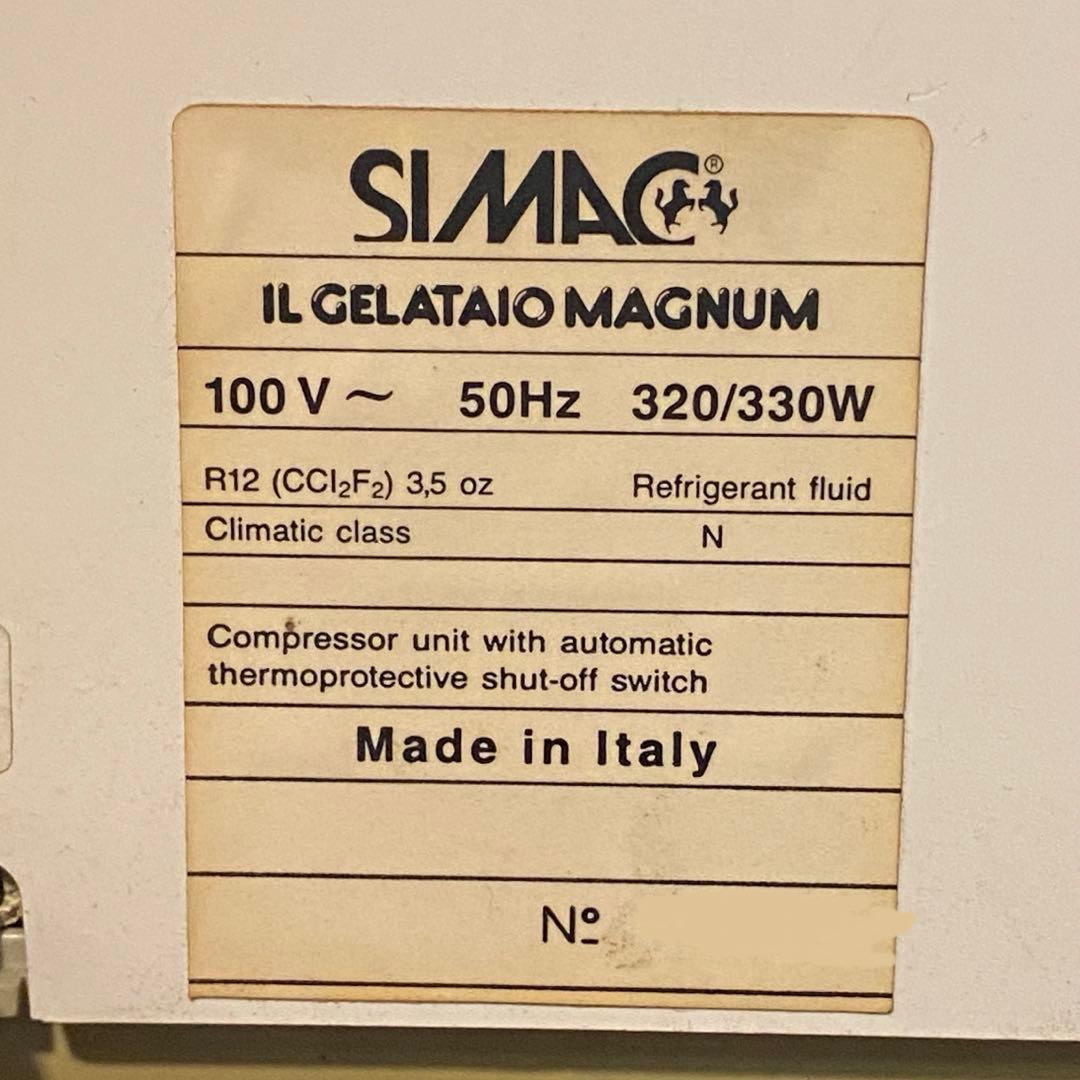 SIMAC®
IL GELATAIO MAGNUM
100 V ~ 50Hz 320/330W
R12 (CCl₂F₂) 3,5 oz Refrigerant fluid
Climatic class N
Compressor unit with automatic
thermoprotective shut-off switch
Made in Italy
Nº